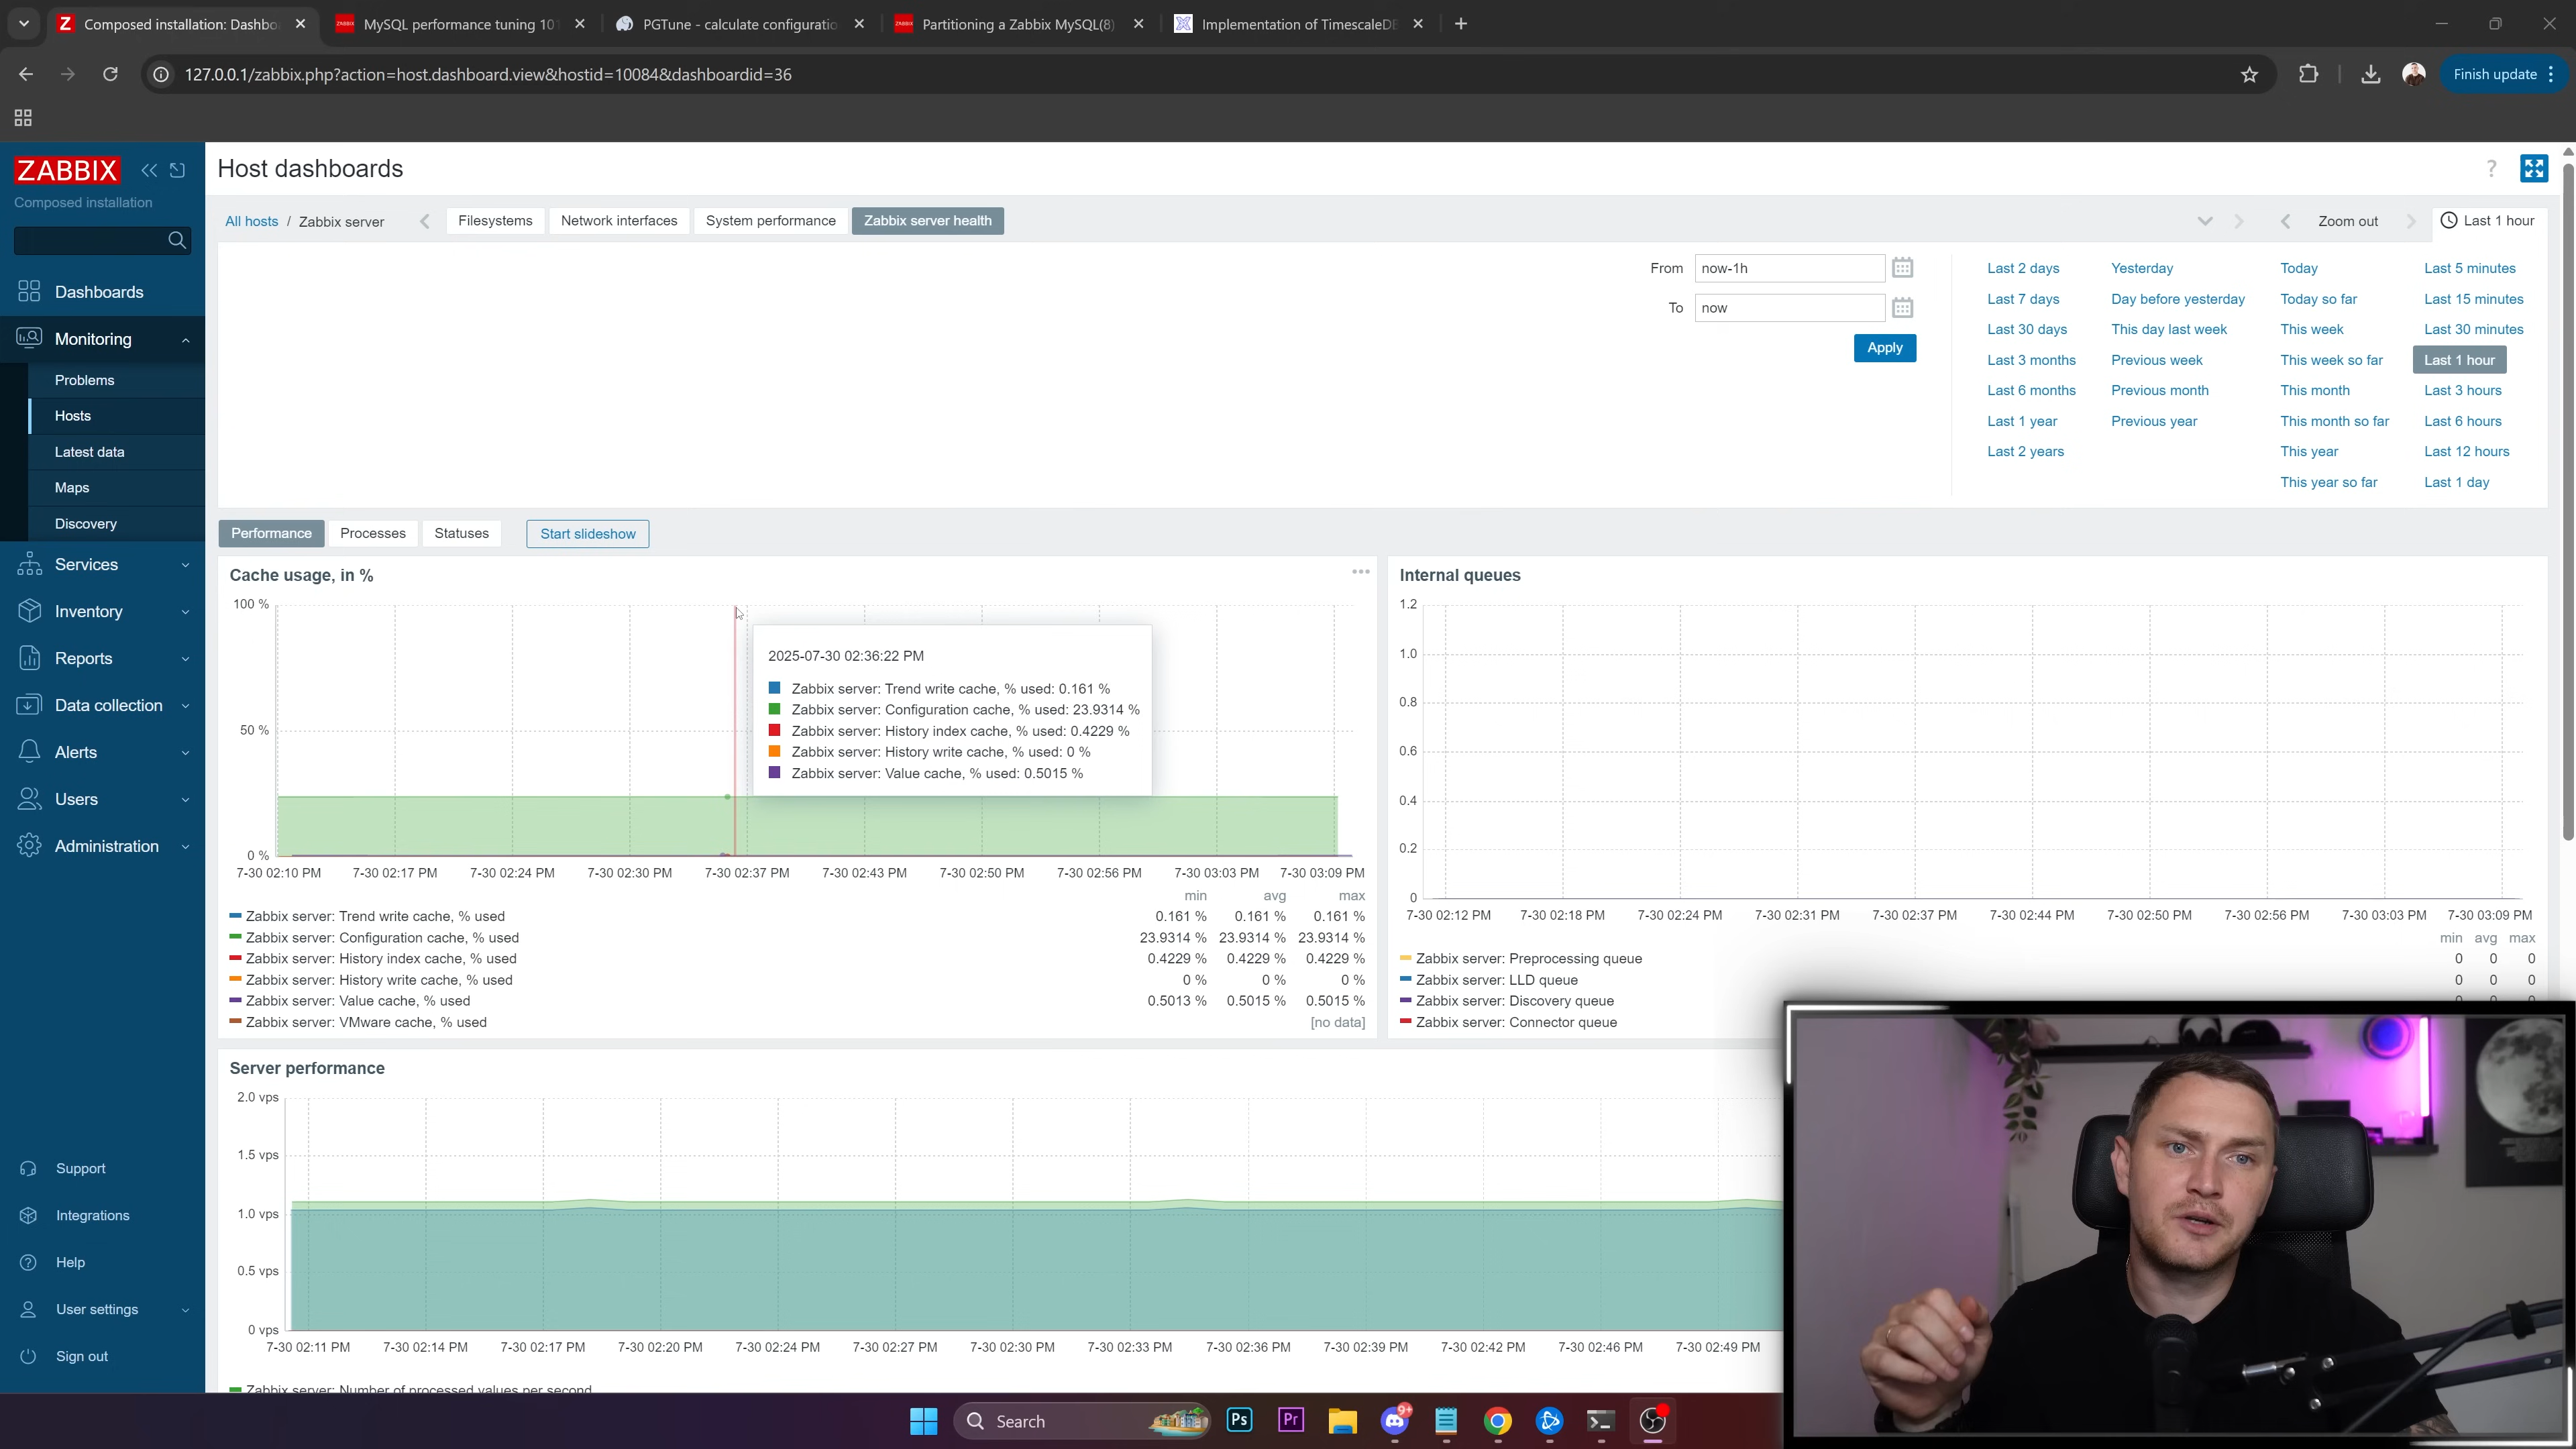 Composed installation: Dashbo
MySQL performance tuning 101
PGTune - calculate configuratio
Partitioning a Zabbix MySQL(8)
Implementation of TimescaleDB
127.0.0.1/zabbix.php?action=host.dashboard.view&hostid=10084&dashboardid=36
Finish update
ZABBIX
Composed installation
Dashboards
Monitoring
Problems
Hosts
Latest data
Maps
Discovery
Services
Inventory
Reports
Data collection
Alerts
Users
Administration
Support
Integrations
Help
User settings
Sign out
Host dashboards
?
All hosts / Zabbix server
Filesystems
Network interfaces
System performance
Zabbix server health
Zoom out
Last 1 hour
From now-1h
To now
Apply
Last 2 days Yesterday Today Last 5 minutes
Last 7 days Day before yesterday Today so far Last 15 minutes
Last 30 days This day last week This week Last 30 minutes
Last 3 months Previous week This week so far Last 1 hour
Last 6 months Previous month This month Last 3 hours
Last 1 year Previous year This month so far Last 6 hours
Last 2 years This year Last 12 hours
This year so far Last 1 day
Performance Processes Statuses Start slideshow
Cache usage, in %
100 %
50 %
0 %
2025-07-30 02:36:22 PM
Zabbix server: Trend write cache, % used: 0.161 %
Zabbix server: Configuration cache, % used: 23.9314 %
Zabbix server: History index cache, % used: 0.4229 %
Zabbix server: History write cache, % used: 0 %
Zabbix server: Value cache, % used: 0.5015 %
7-30 02:10 PM 7-30 02:17 PM 7-30 02:24 PM 7-30 02:30 PM 7-30 02:37 PM 7-30 02:43 PM 7-30 02:50 PM 7-30 02:56 PM 7-30 03:03 PM 7-30 03:09 PM
min avg max
Zabbix server: Trend write cache, % used 0.161 % 0.161 % 0.161 %
Zabbix server: Configuration cache, % used 23.9314 % 23.9314 % 23.9314 %
Zabbix server: History index cache, % used 0.4229 % 0.4229 % 0.4229 %
Zabbix server: History write cache, % used 0 % 0 % 0 %
Zabbix server: Value cache, % used 0.5013 % 0.5015 % 0.5015 %
Zabbix server: VMware cache, % used [no data]
Internal queues
1.2
1.0
0.8
0.6
0.4
0.2
0
7-30 02:12 PM 7-30 02:18 PM 7-30 02:24 PM 7-30 02:31 PM 7-30 02:37 PM 7-30 02:44 PM 7-30 02:50 PM 7-30 02:56 PM 7-30 03:03 PM 7-30 03:09 PM
min avg max
Zabbix server: Preprocessing queue 0 0 0
Zabbix server: LLD queue 0 0 0
Zabbix server: Discovery queue 0 0 0
Zabbix server: Connector queue
Server performance
2.0 vps
1.5 vps
1.0 vps
0.5 vps
0 vps
7-30 02:11 PM 7-30 02:14 PM 7-30 02:17 PM 7-30 02:20 PM 7-30 02:24 PM 7-30 02:27 PM 7-30 02:30 PM 7-30 02:33 PM 7-30 02:36 PM 7-30 02:39 PM 7-30 02:42 PM 7-30 02:46 PM 7-30 02:49 PM
Zabbix server: Number of processed values per second
Search
Ps
Pr
9+